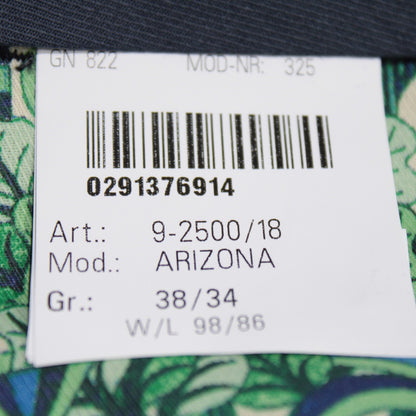 GN 822 MOD-NR: 325
0291376914
Art.: 9-2500/18
Mod.: ARIZONA
Gr.: 38/34
W/L 98/86